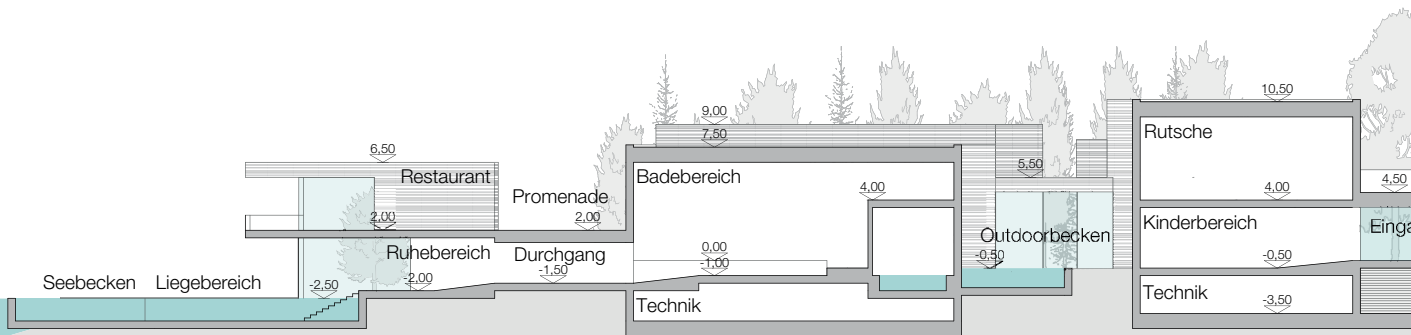 10,50
9,00
Rutsche
7,50
6,50
5,50
Restaurant
Badebereich
4,00
4,00
4,50
Promenade
2,00
2,00
Kinderbereich
Outdoorbecken
Ruhebereich
Durchgang
0,00
-0,50
-0,50
-1,00
Seebecken
Liegebereich
-2,50
-2,00
-1,50
Technik
Technik
-3,50